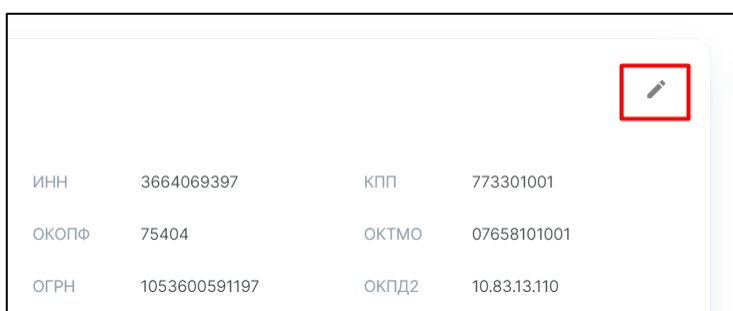 ИНН 3664069397 КПП 773301001
ОКОПФ 75404 ОКТМО 07658101001
ОГРН 1053600591197 ОКПД2 10.83.13.110